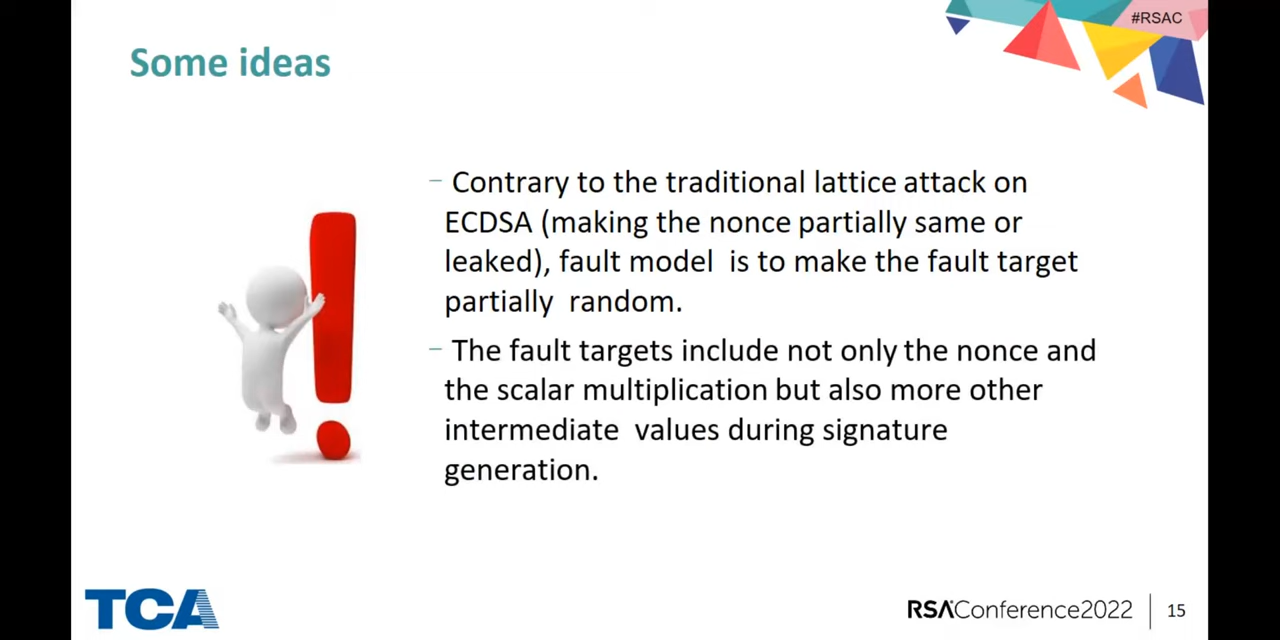 #RSAC
Some ideas
– Contrary to the traditional lattice attack on
ECDSA (making the nonce partially same or
leaked), fault model is to make the fault target
partially random.
– The fault targets include not only the nonce and
the scalar multiplication but also more other
intermediate values during signature
generation.
TCA
RSAConference2022
15